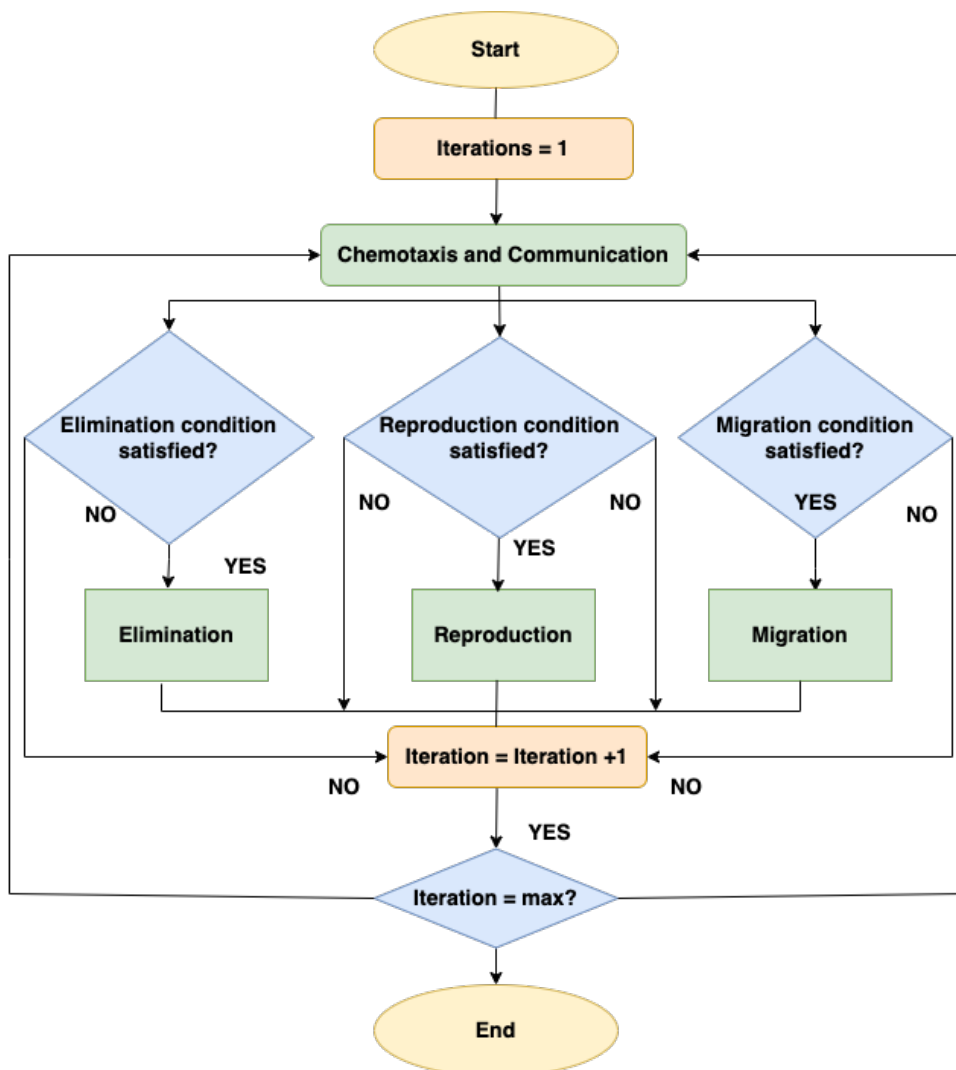 Start
Iterations = 1
Chemotaxis and Communication
Elimination condition
satisfied?
Reproduction condition
satisfied?
Migration condition
satisfied?
NO
NO
NO
YES
NO
YES
YES
Elimination
Reproduction
Migration
Iteration = Iteration +1
NO
NO
YES
Iteration = max?
End